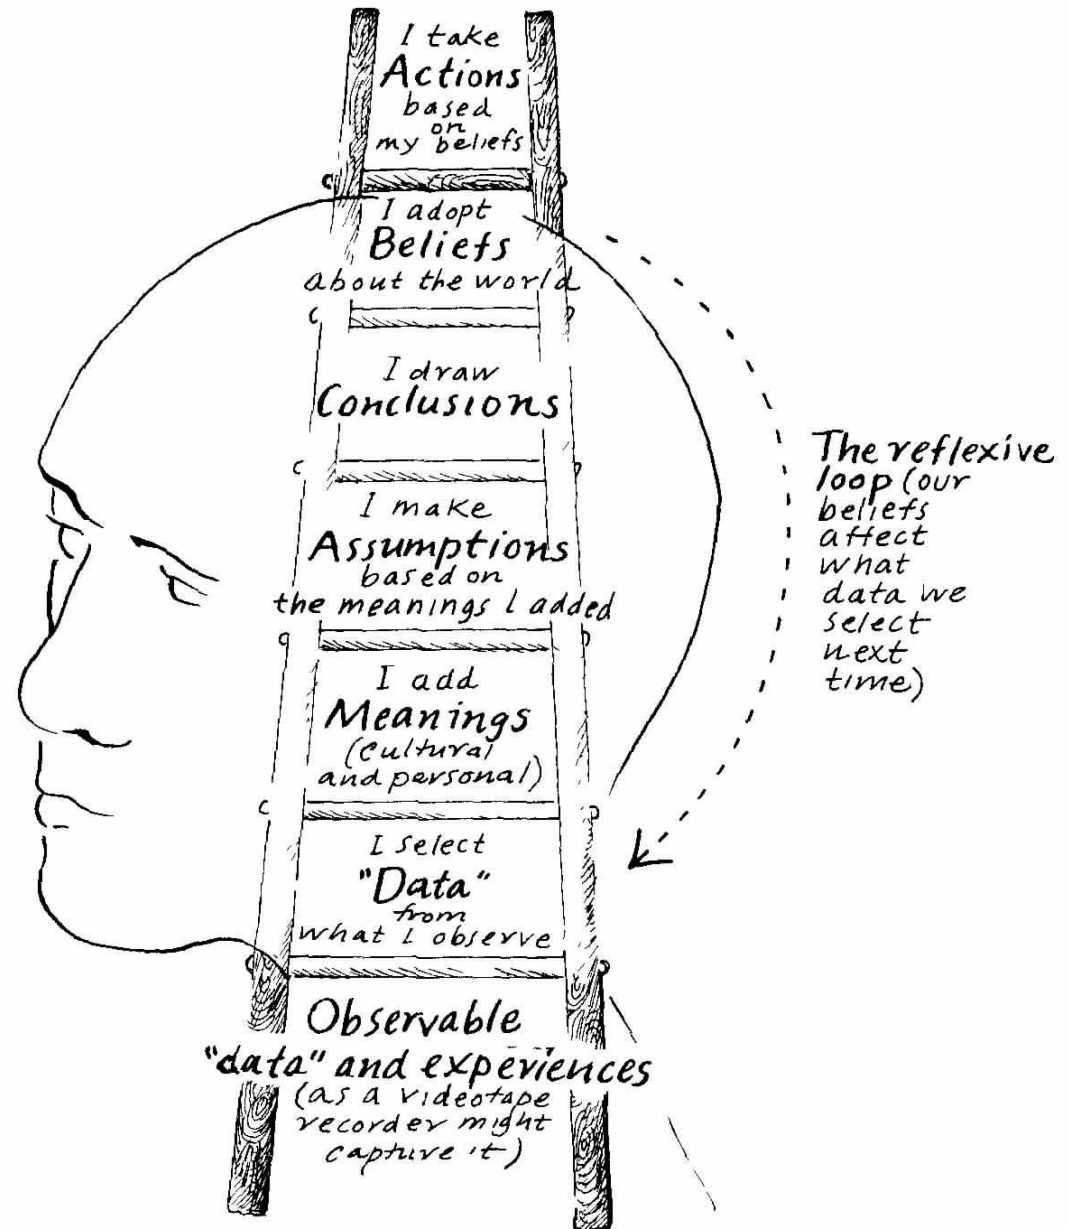 I take
Actions
based
on
my beliefs
I adopt
Beliefs
about the world
I draw
Conclusions
I make
Assumptions
based on
the meanings I added
I add
Meanings
(cultural
and personal)
I select
"Data"
from
what I observe
Observable
"data" and experiences
(as a videotape
recorder might
capture it)
The reflexive
loop (our
beliefs
affect
what
data we
select
next
time)